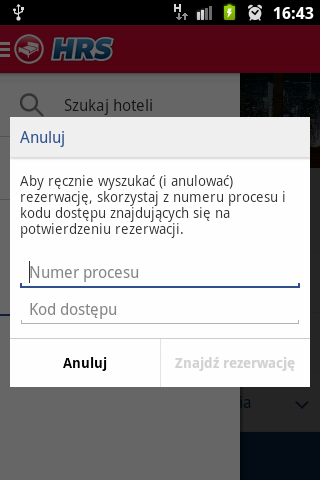 H 16:43
HRS
Szukaj hoteli
Anuluj
Aby ręcznie wyszukać (i anulować)
rezerwację, skorzystaj z numeru procesu i
kodu dostępu znajdujących się na
potwierdzeniu rezerwacji.
Numer procesu
Kod dostępu
Anuluj Znajdź rezerwację
ia